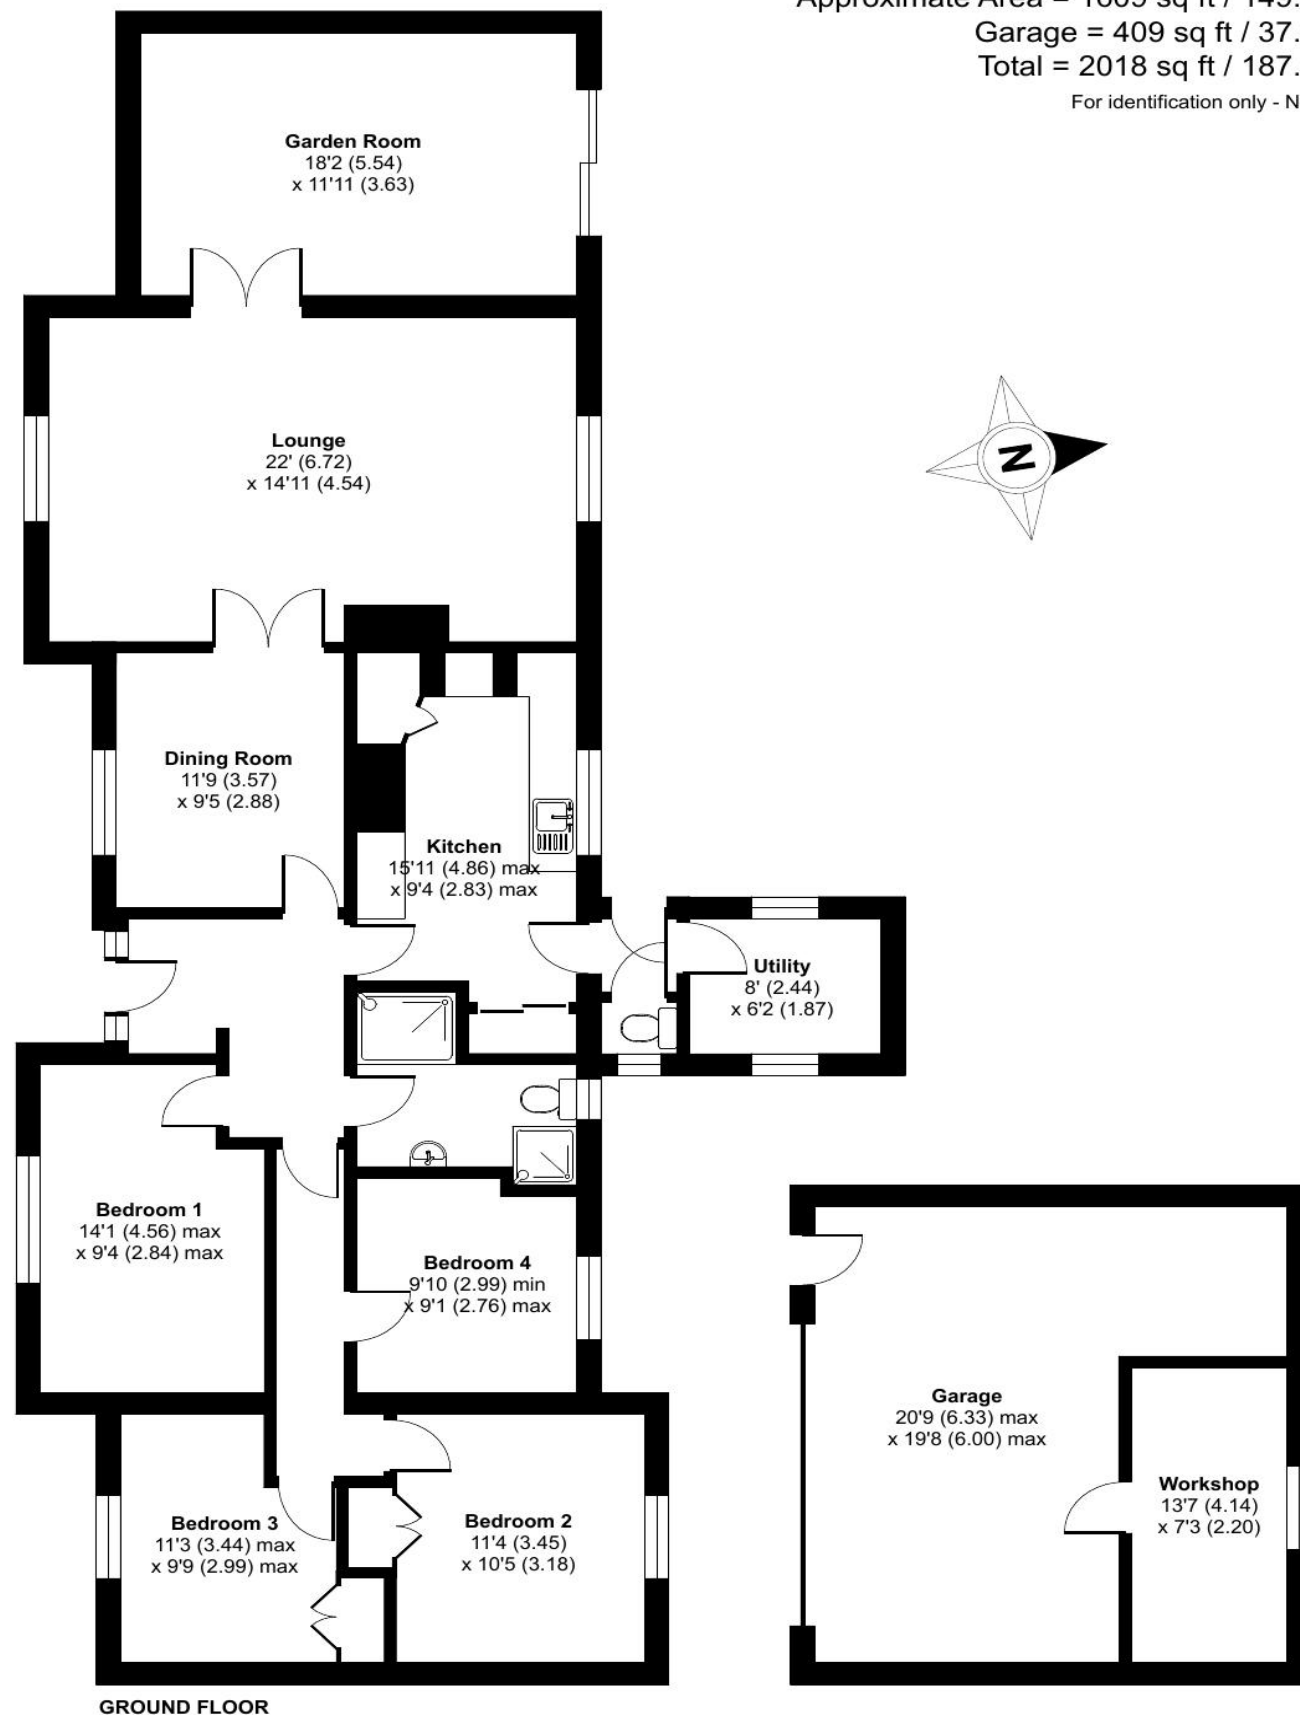 Approximate Area = 1609 sq ft / 149.
Garage = 409 sq ft / 37.
Total = 2018 sq ft / 187.
For identification only - N
Garden Room
18'2 (5.54)
x 11'11 (3.63)
Lounge
22' (6.72)
x 14'11 (4.54)
N
Dining Room
11'9 (3.57)
x 9'5 (2.88)
Kitchen
15'11 (4.86) max
x 9'4 (2.83) max
Utility
8' (2.44)
x 6'2 (1.87)
Bedroom 1
14'1 (4.56) max
x 9'4 (2.84) max
Bedroom 4
9'10 (2.99) min
x 9'1 (2.76) max
Garage
20'9 (6.33) max
x 19'8 (6.00) max
Workshop
13'7 (4.14)
x 7'3 (2.20)
Bedroom 3
11'3 (3.44) max
x 9'9 (2.99) max
Bedroom 2
11'4 (3.45)
x 10'5 (3.18)
GROUND FLOOR